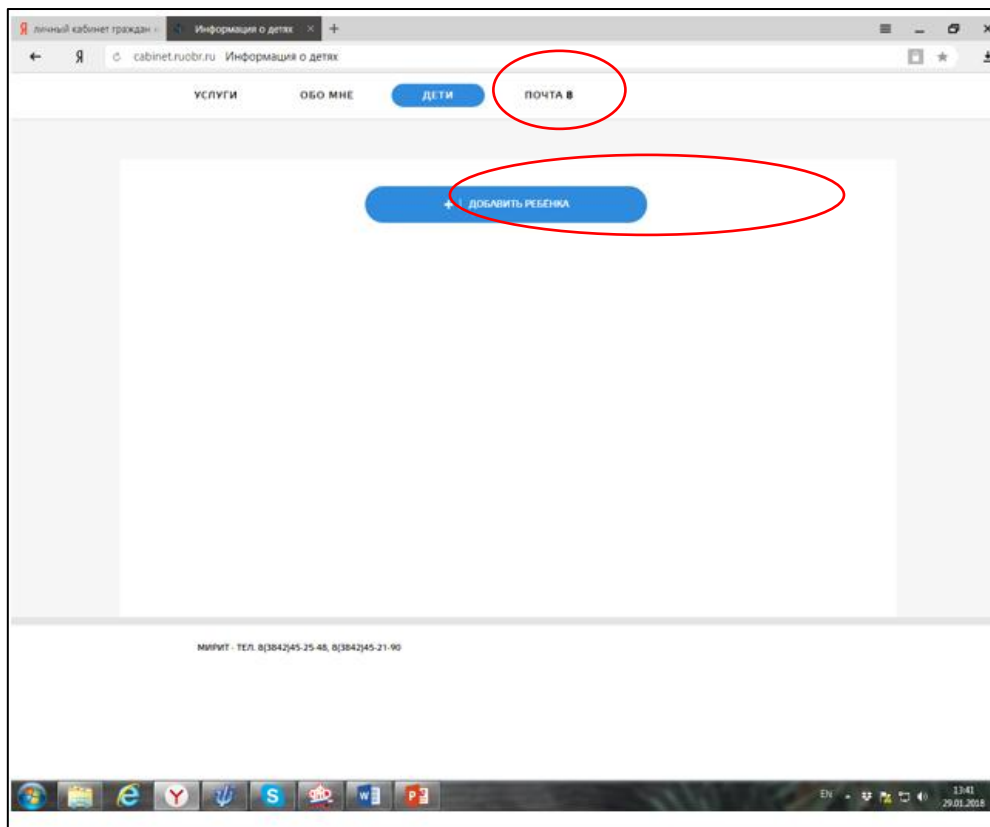 Я личный кабинет граждан
Информация о детях × +
Я cabinet.ruobr.ru Информация о детях
УСЛУГИ ОБО МНЕ ДЕТИ ПОЧТА 8
+ | ДОБАВИТЬ РЕБЁНКА
МИРИТ - ТЕЛ. 8(3842)45-25-48, 8(3842)45-21-90
EN 13:41
29.01.2018